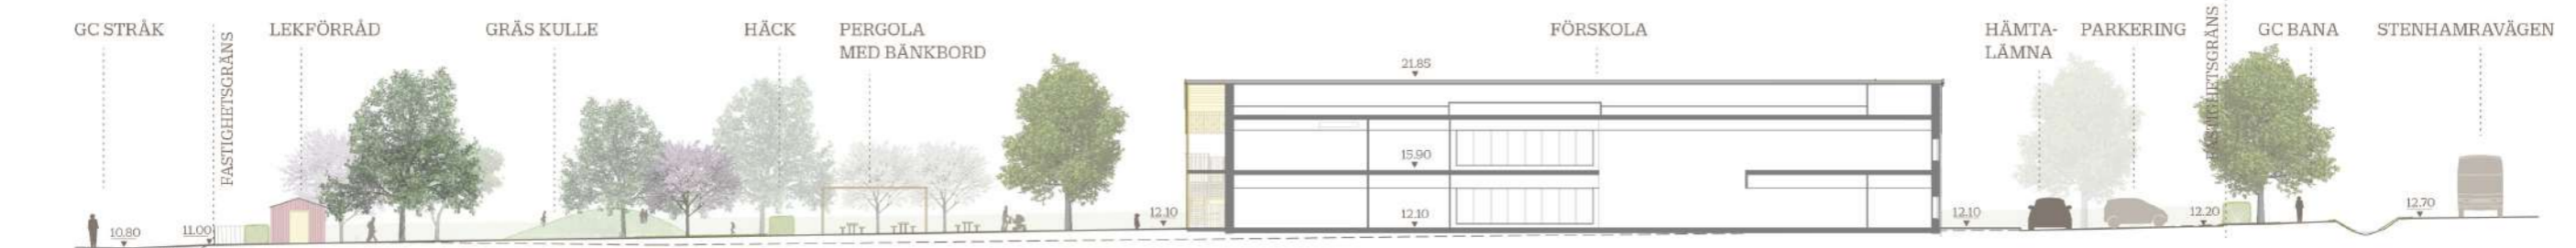 GC STRÅK
FASTIGHETSGRÄNS
LEKFÖRRÅD
GRÄS KULLE
HÄCK
PERGOLA
MED BÄNKBORD
FÖRSKOLA
HÄMTA-
LÄMNA
PARKERING
FASTIGHETSGRÄNS
GC BANA
STENHAMRAVÄGEN
21.85
15.90
10.80
11.00
12.10
12.10
12.10
12.20
12.70